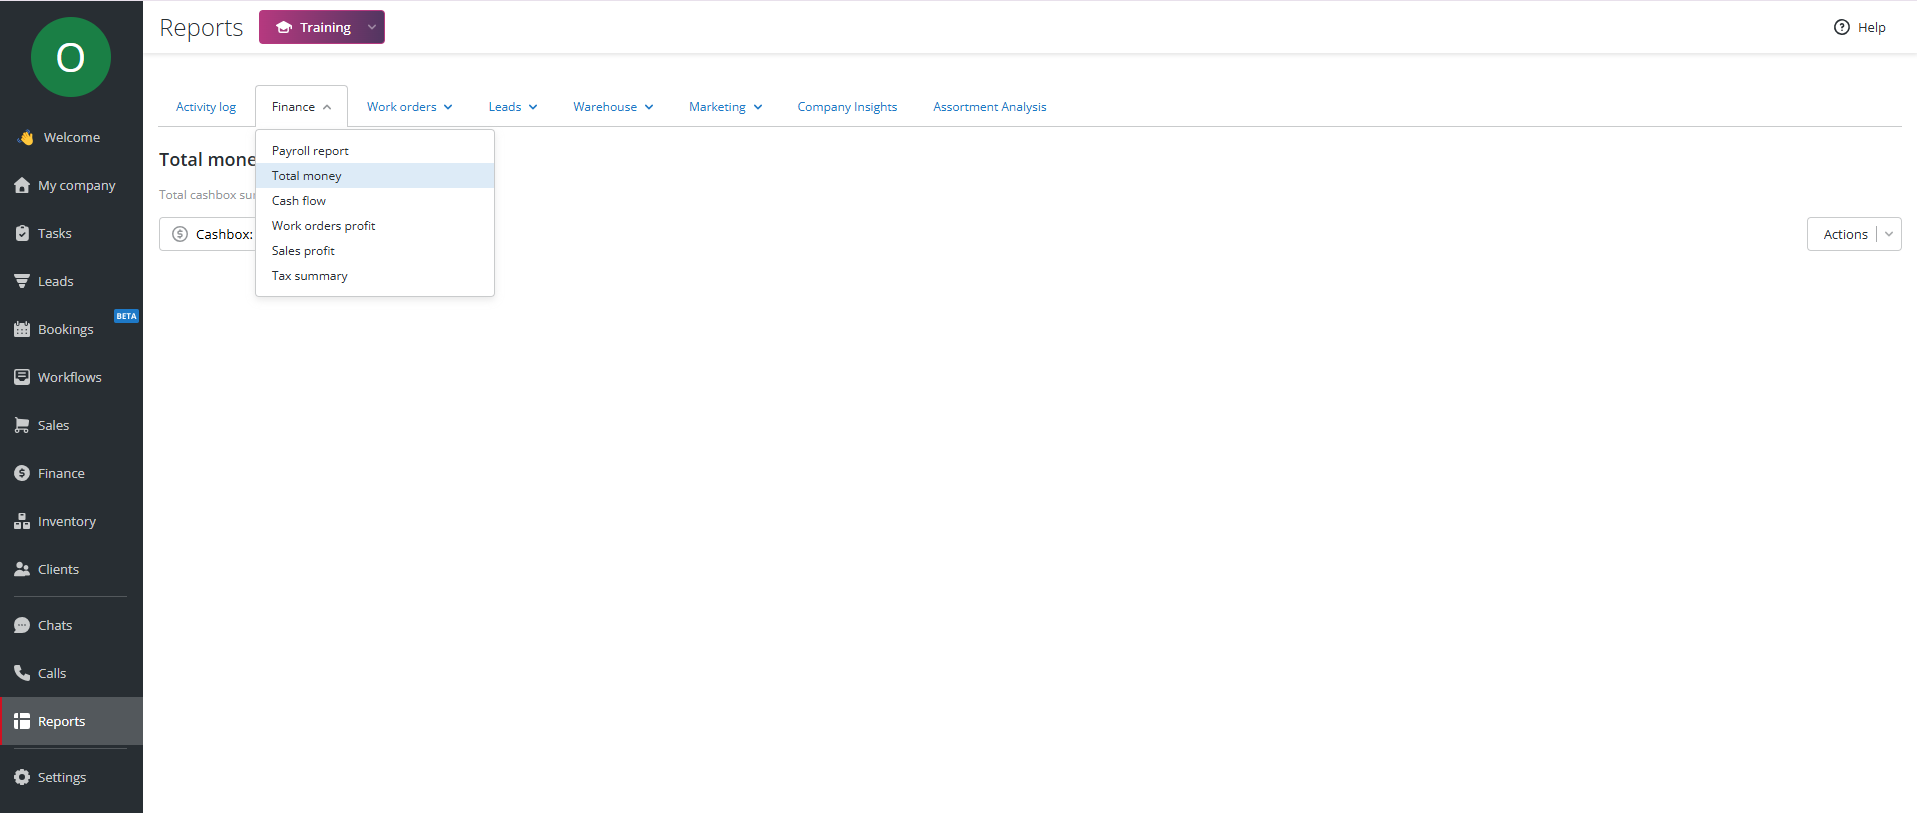 O
Reports
Training
Help
Welcome
My company
Tasks
Leads
BETA
Bookings
Workflows
Sales
Finance
Inventory
Clients
Chats
Calls
Reports
Settings
Activity log
Finance
Work orders
Leads
Warehouse
Marketing
Company Insights
Assortment Analysis
Payroll report
Total money
Cash flow
Work orders profit
Sales profit
Tax summary
Total mone
Total cashbox su
Cashbox:
Actions